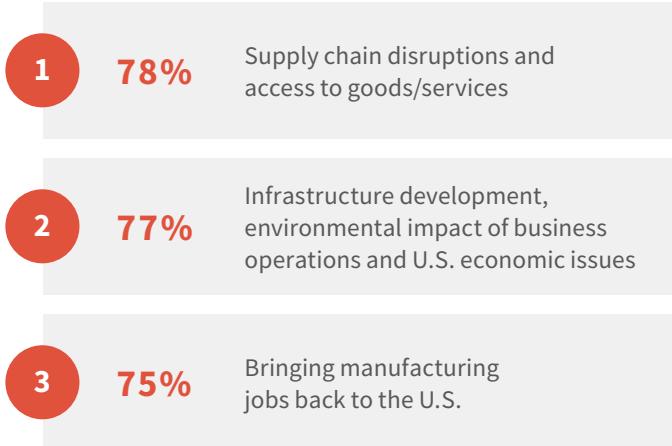 1
78%
Supply chain disruptions and
access to goods/services
2
77%
Infrastructure development,
environmental impact of business
operations and U.S. economic issues
3
75%
Bringing manufacturing
jobs back to the U.S.